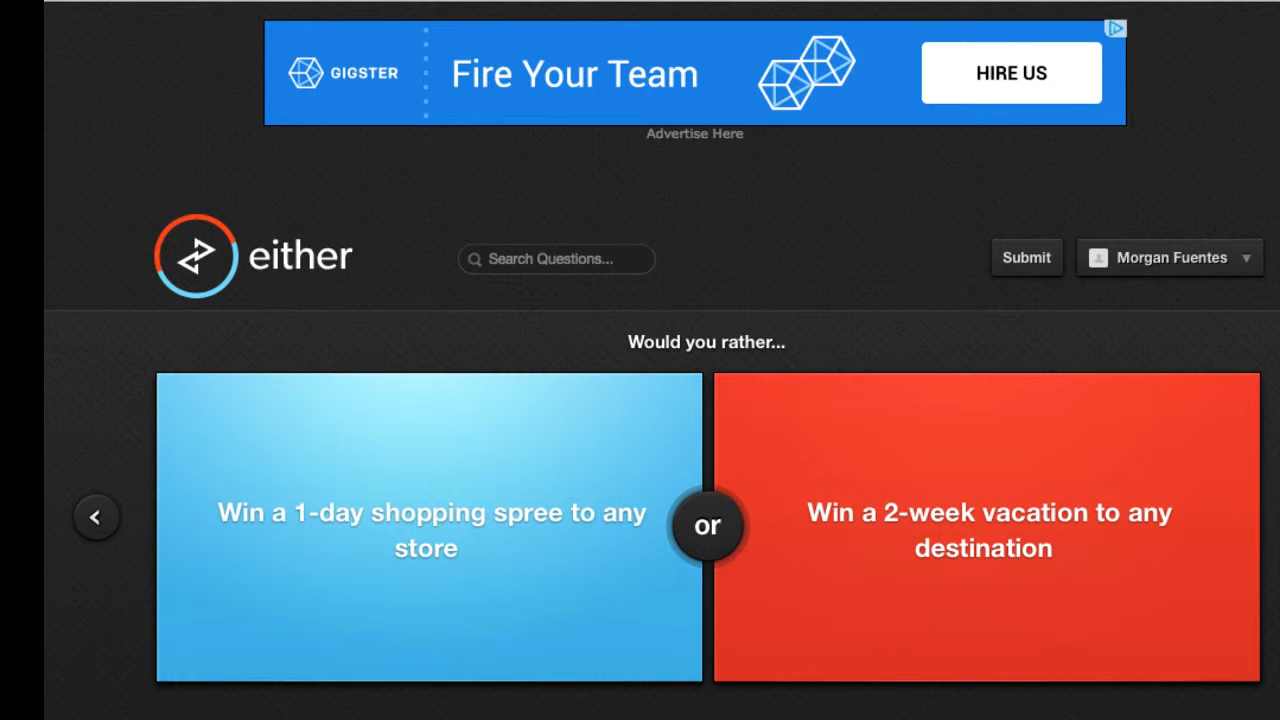 GIGSTER
Fire Your Team
HIRE US
Advertise Here
either
Search Questions...
Submit
Morgan Fuentes
Would you rather...
Win a 1-day shopping spree to any
store
or
Win a 2-week vacation to any
destination